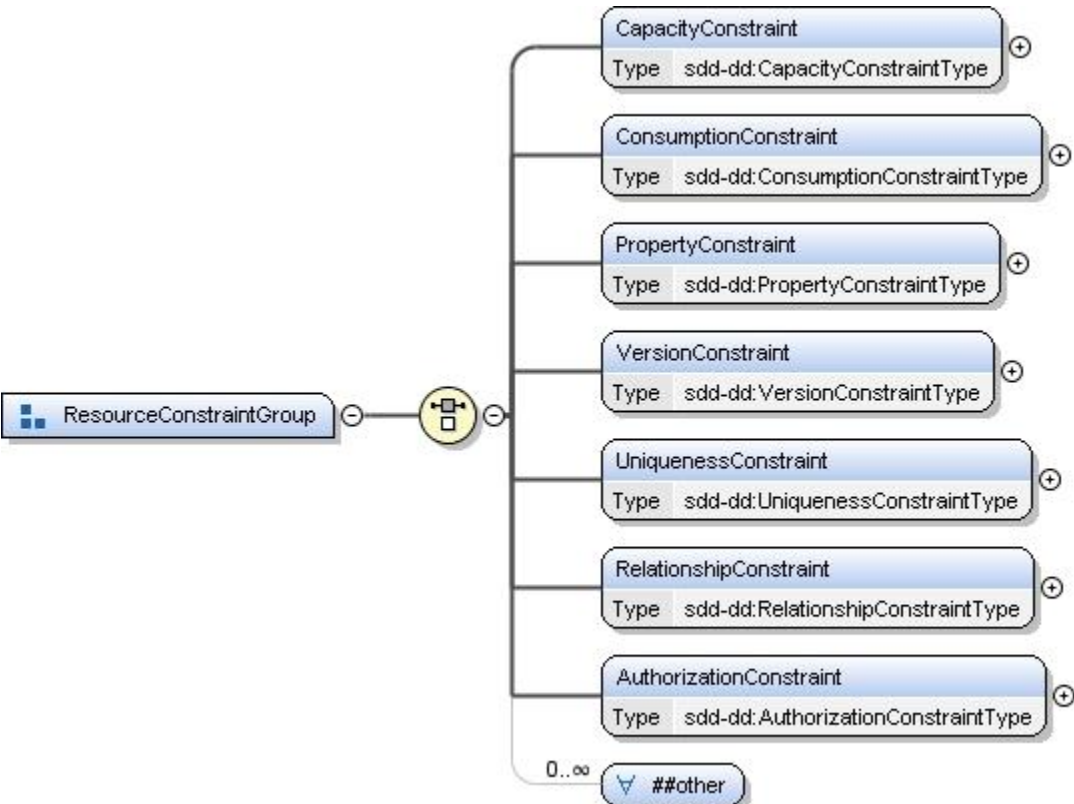 CapacityConstraint
Type sdd-dd:CapacityConstraintType
ConsumptionConstraint
Type sdd-dd:ConsumptionConstraintType
PropertyConstraint
Type sdd-dd:PropertyConstraintType
VersionConstraint
Type sdd-dd:VersionConstraintType
ResourceConstraintGroup
UniquenessConstraint
Type sdd-dd:UniquenessConstraintType
RelationshipConstraint
Type sdd-dd:RelationshipConstraintType
AuthorizationConstraint
Type sdd-dd:AuthorizationConstraintType
0..∞
∀ ##other